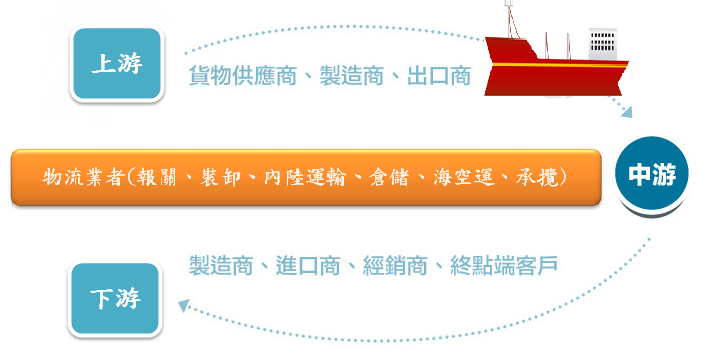 上游
貨物供應商、製造商、出口商
物流業者(報關、裝卸、內陸運輸、倉儲、海空運、承攬)
中游
製造商、進口商、經銷商、終點端客戶
下游